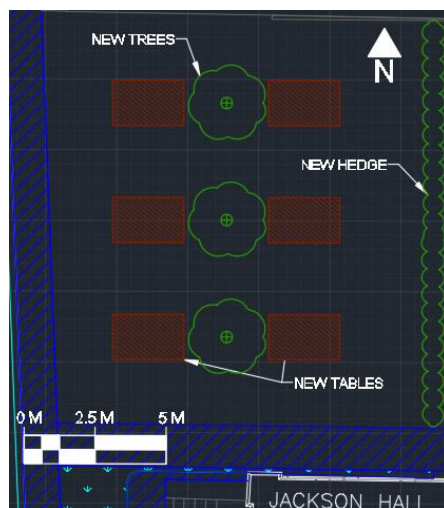 NEW TREES
N
NEW HEDGE
NEW TABLES
0 M 2.5 M 5 M
JACKSON HALL